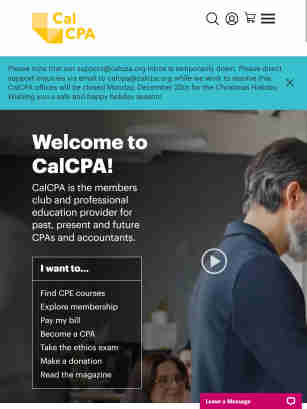 Cal
CPA
Please note that our support@calcpa.org inbox is temporarily down. Please direct
support inquiries via email to calcpa@calcpa.org while we work to resolve this.
CalCPA offices will be closed Monday, December 26th for the Christmas Holiday.
Wishing you a safe and happy holiday season!
Welcome to
CalCPA!
CalCPA is the members
club and professional
education provider for
past, present and future
CPAs and accountants.
I want to...
Find CPE courses
Explore membership
Pay my bill
Become a CPA
Take the ethics exam
Make a donation
Read the magazine
Leave a Message